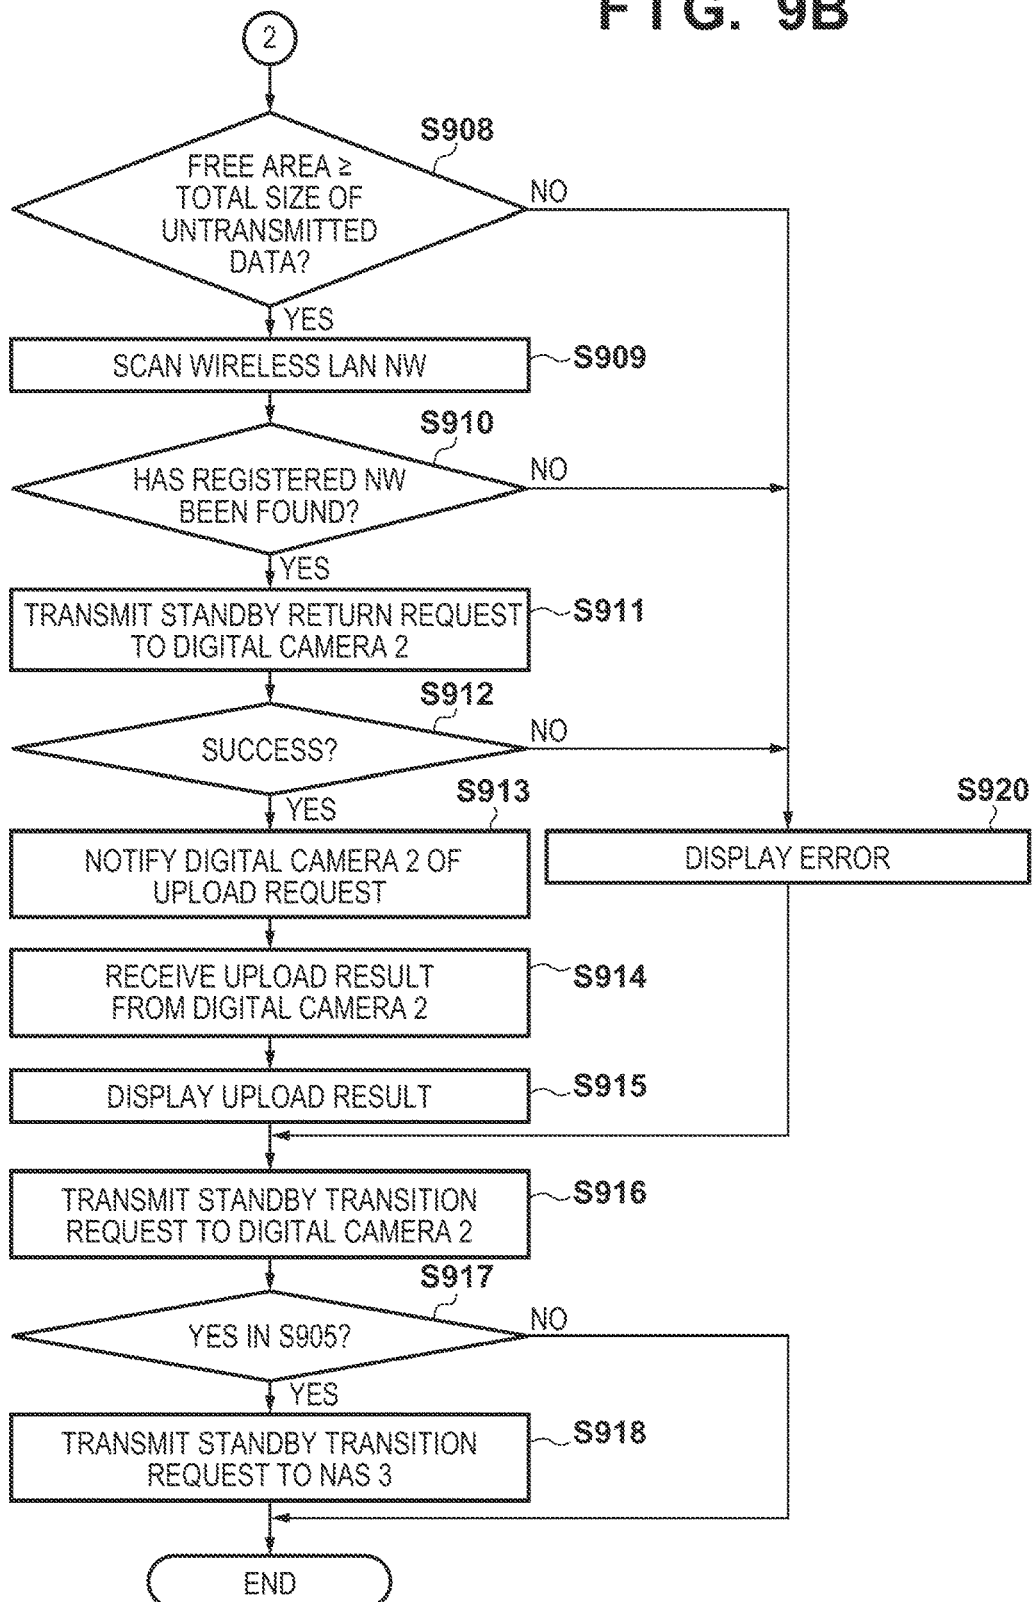 FIG. 9B
2
S908
FREE AREA ≥
TOTAL SIZE OF
UNTRANSMITTED
DATA?
NO
YES
SCAN WIRELESS LAN NW
S909
S910
HAS REGISTERED NW
BEEN FOUND?
NO
YES
TRANSMIT STANDBY RETURN REQUEST
TO DIGITAL CAMERA 2
S911
S912
SUCCESS?
NO
YES
S913
NOTIFY DIGITAL CAMERA 2 OF
UPLOAD REQUEST
S920
DISPLAY ERROR
RECEIVE UPLOAD RESULT
FROM DIGITAL CAMERA 2
S914
DISPLAY UPLOAD RESULT
S915
TRANSMIT STANDBY TRANSITION
REQUEST TO DIGITAL CAMERA 2
S916
S917
YES IN S905?
NO
YES
TRANSMIT STANDBY TRANSITION
REQUEST TO NAS 3
S918
END